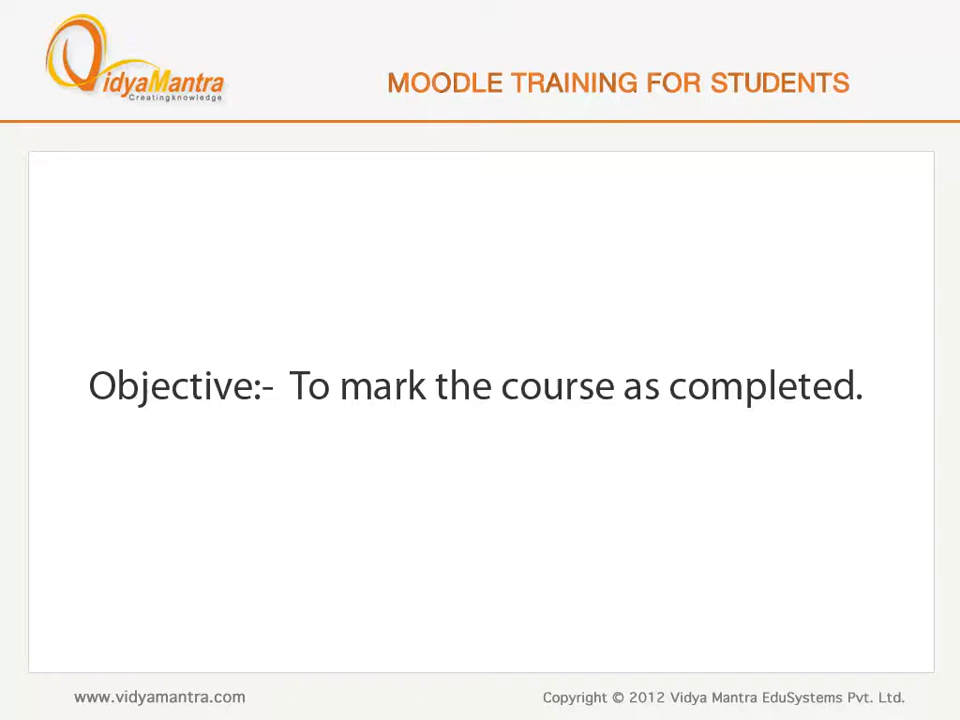 VidyaMantra
Creatingknowledge
MOODLE TRAINING FOR STUDENTS
Objective:- To mark the course as completed.
www.vidyamantra.com
Copyright © 2012 Vidya Mantra EduSystems Pvt. Ltd.